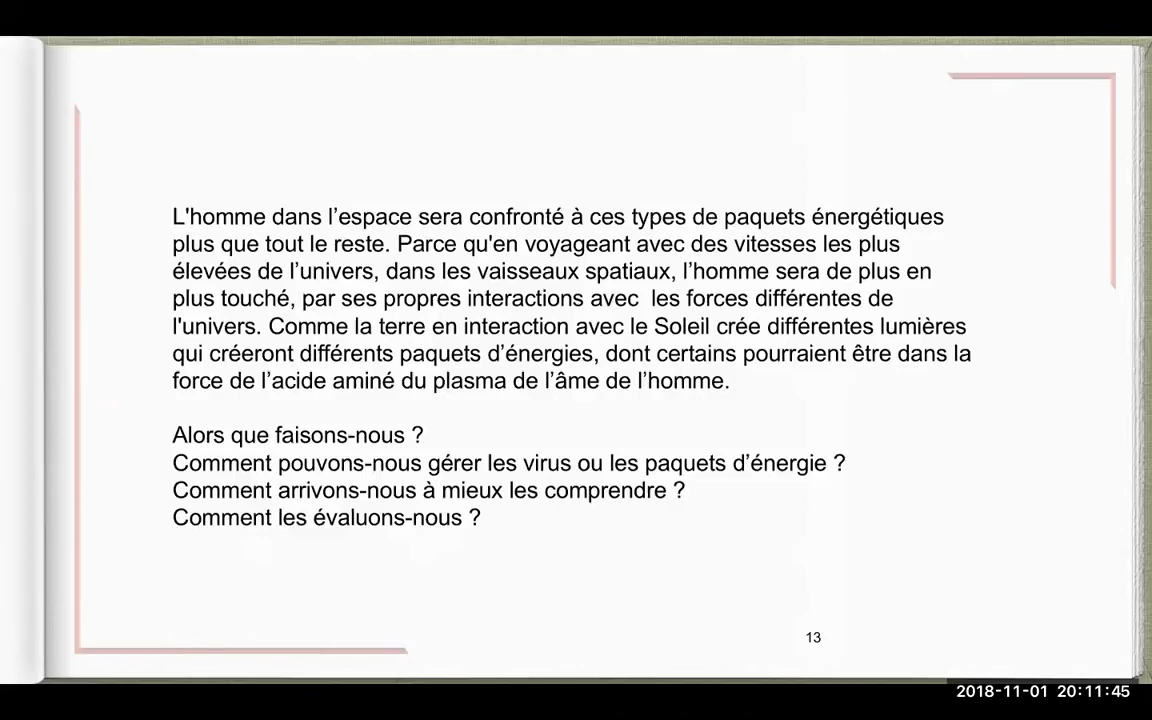 L'homme dans l’espace sera confronté à ces types de paquets énergétiques
plus que tout le reste. Parce qu'en voyageant avec des vitesses les plus
élevées de l’univers, dans les vaisseaux spatiaux, l’homme sera de plus en
plus touché, par ses propres interactions avec  les forces différentes de
l'univers. Comme la terre en interaction avec le Soleil crée différentes lumières
qui créeront différents paquets d’énergies, dont certains pourraient être dans la
force de l’acide aminé du plasma de l’âme de l’homme.
Alors que faisons-nous ?
Comment pouvons-nous gérer les virus ou les paquets d’énergie ?
Comment arrivons-nous à mieux les comprendre ?
Comment les évaluons-nous ?
13
2018-11-01 20:11:45